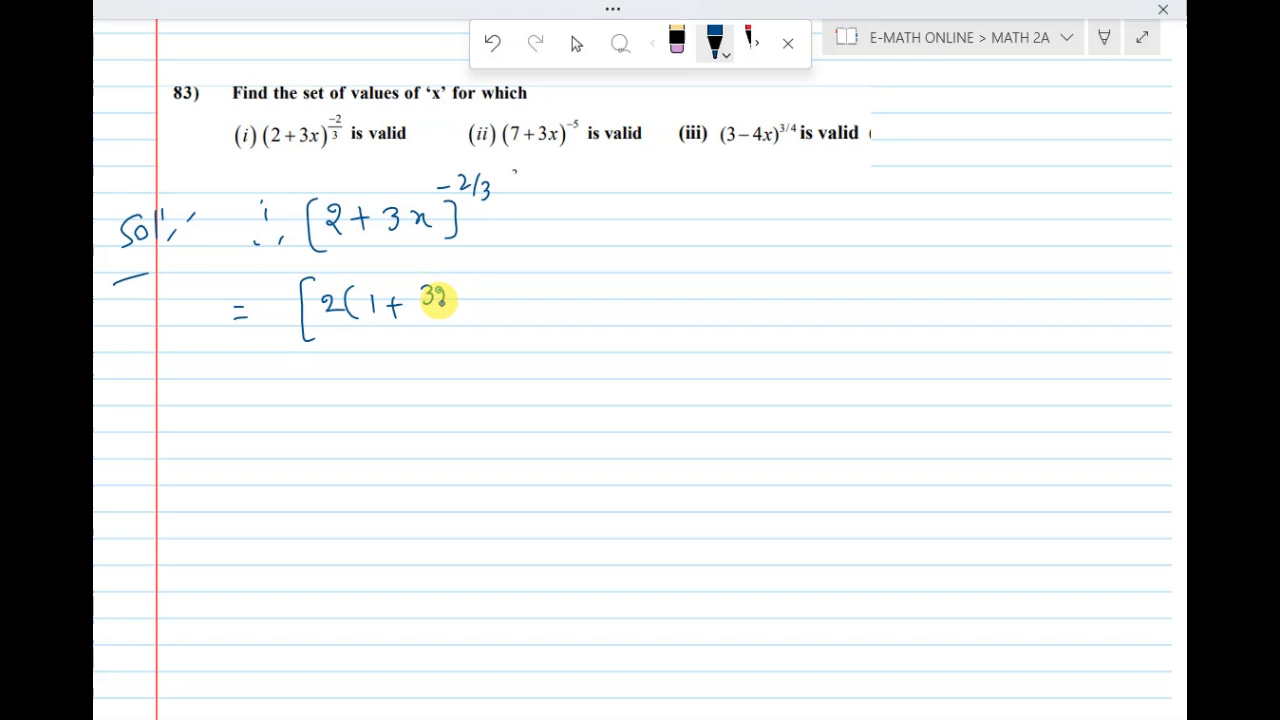 E-MATH ONLINE > MATH 2A
83) Find the set of values of ‘x’ for which
(i) (2+3x)^{-2/3} is valid (ii) (7+3x)^{-5} is valid (iii) (3-4x)^{3/4} is valid (
Sol: i. [2+3x]^{-2/3}
= [2(1+ 3x